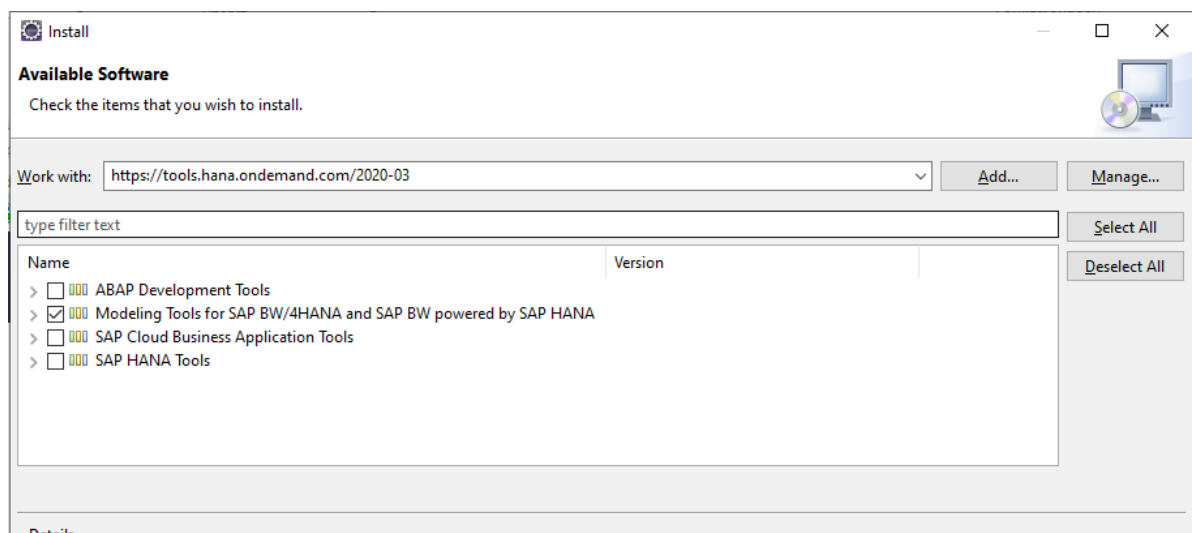 Install
Available Software
Check the items that you wish to install.
Work with: https://tools.hana.ondemand.com/2020-03 Add... Manage...
type filter text Select All
Name Version Deselect All
ABAP Development Tools
Modeling Tools for SAP BW/4HANA and SAP BW powered by SAP HANA
SAP Cloud Business Application Tools
SAP HANA Tools
Details